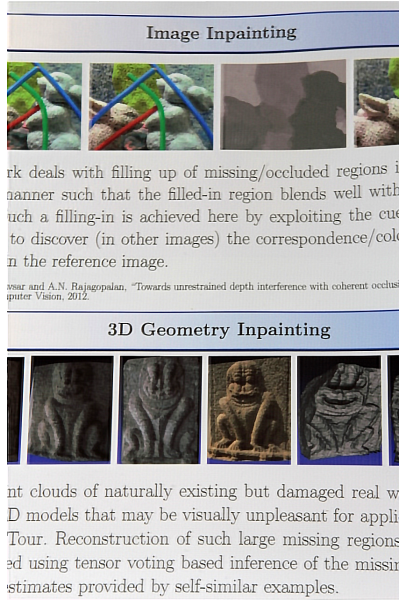 Image Inpainting
rk deals with filling up of missing/occluded regions i
anner such that the filled-in region blends well with
uch a filling-in is achieved here by exploiting the cue
to discover (in other images) the correspondence/colo
n the reference image.
vsar and A.N. Rajagopalan, "Towards unrestrained depth interference with coherent occlus
nputer Vision, 2012.
3D Geometry Inpainting
nt clouds of naturally existing but damaged real w
D models that may be visually unpleasant for appli
Tour. Reconstruction of such large missing regions
ed using tensor voting based inference of the missin
estimates provided by self-similar examples.